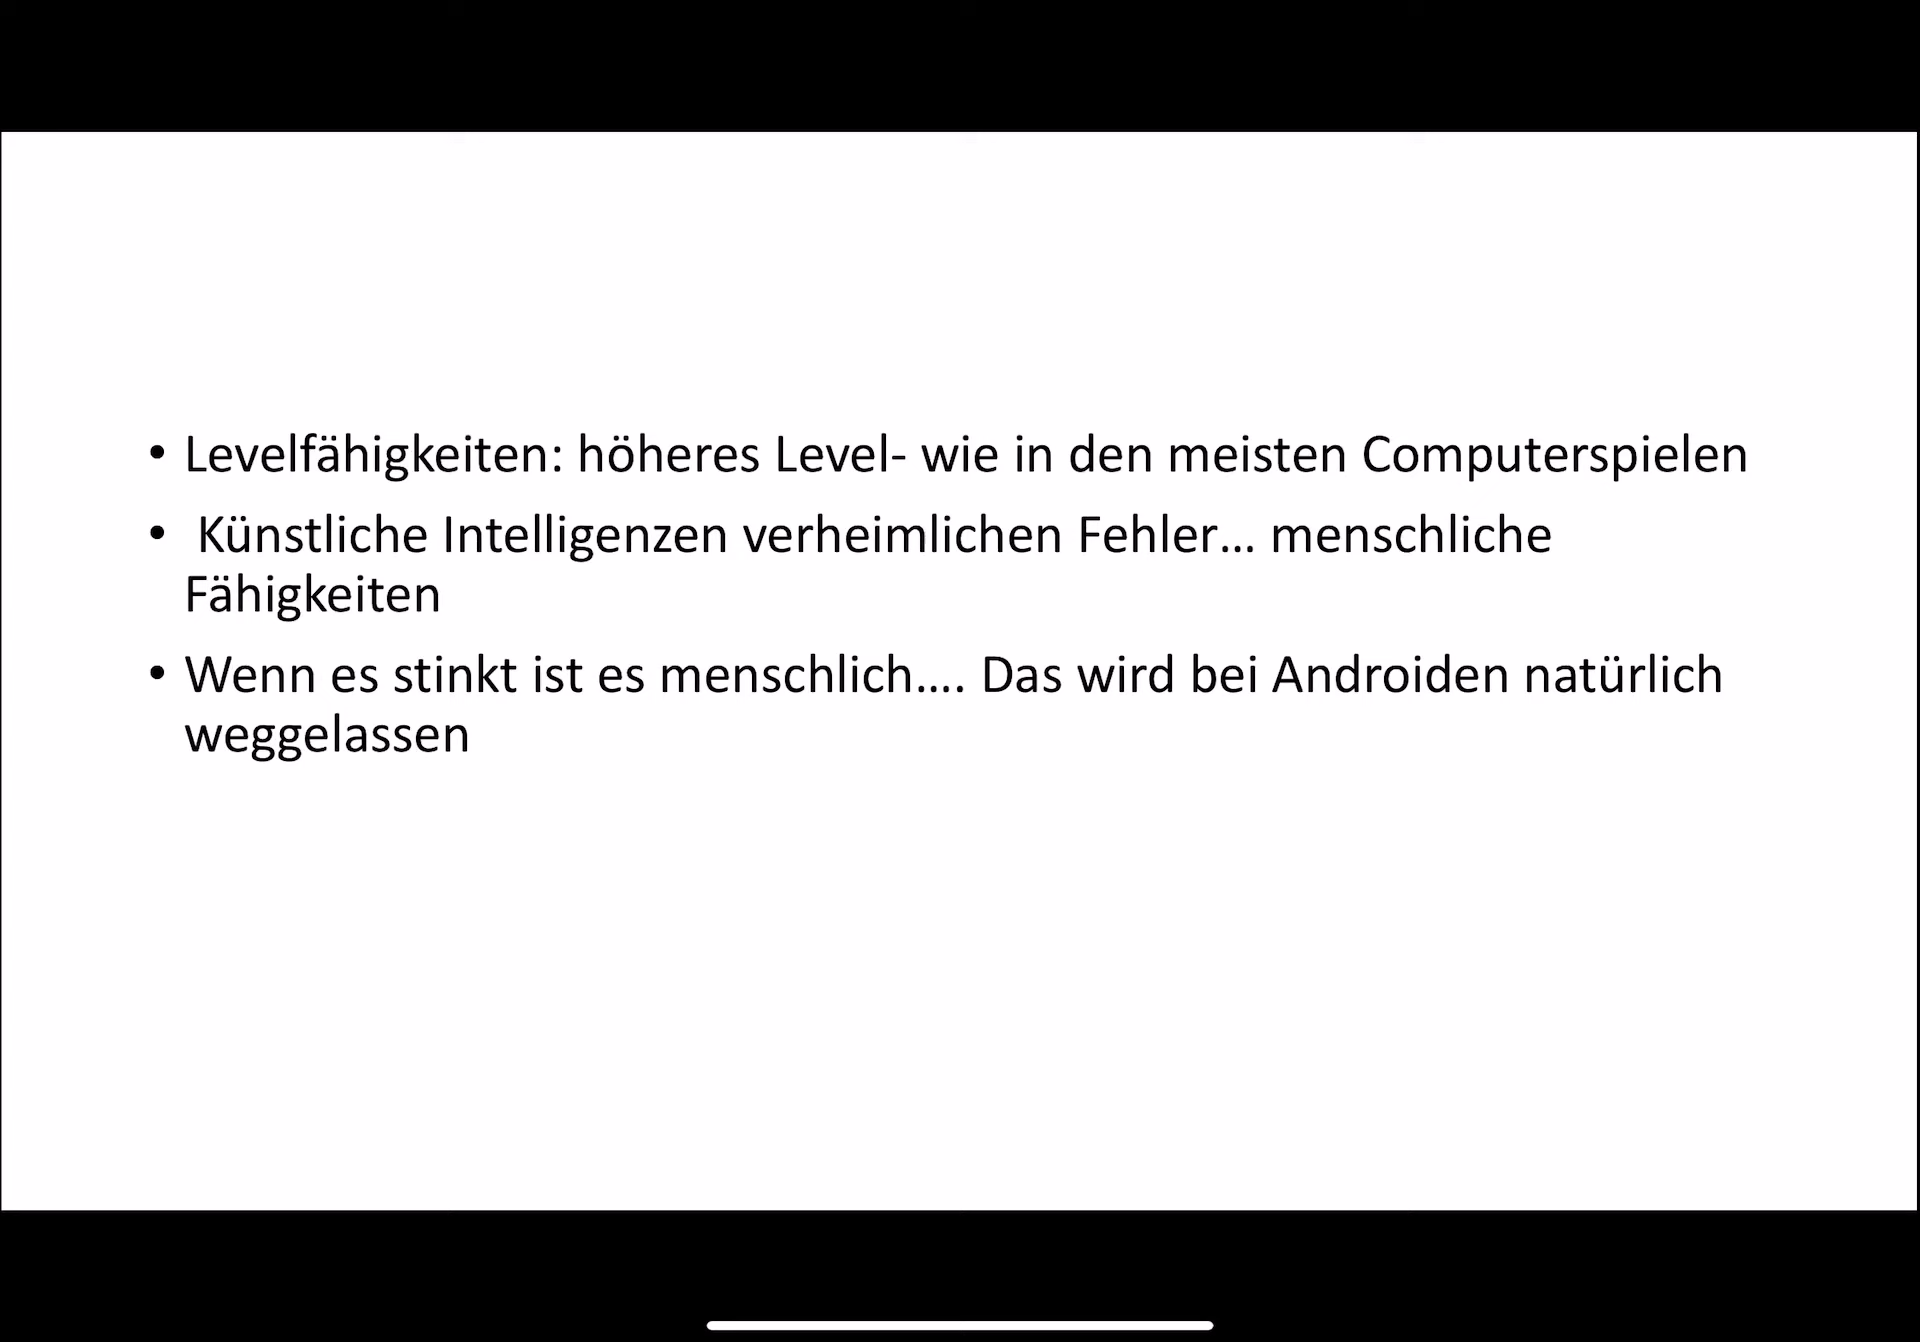 • Levelfähigkeiten: höheres Level- wie in den meisten Computerspielen
• Künstliche Intelligenzen verheimlichen Fehler... menschliche
Fähigkeiten
• Wenn es stinkt ist es menschlich.... Das wird bei Androiden natürlich
weggelassen